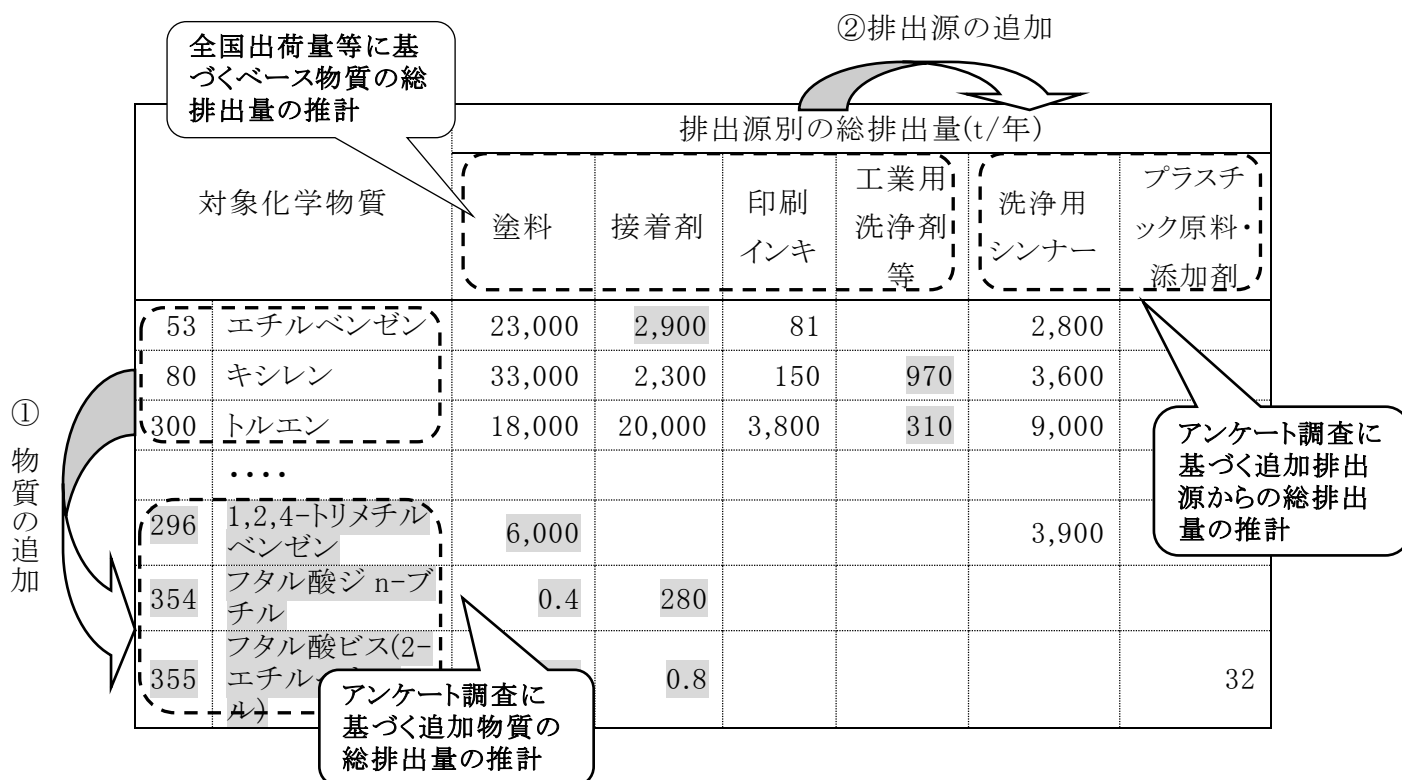 ②排出源の追加
全国出荷量等に基
づくベース物質の総
排出量の推計
対象化学物質
排出源別の総排出量(t/年)
塗料
接着剤
印刷
インキ
工業用
洗浄剤
等
洗浄用
シンナー
プラスチ
ック原料・
添加剤
53 エチルベンゼン 23,000 2,900 81 2,800
80 キシレン 33,000 2,300 150 970 3,600
300 トルエン 18,000 20,000 3,800 310 9,000
・・・・
296 1,2,4-トリメチル
ベンゼン 6,000 3,900
354 フタル酸ジ n-ブ
チル 0.4 280
355 フタル酸ビス(2-
エチル
ル) 0.8 32
① 物質の追加
アンケート調査に
基づく追加排出
源からの総排出
量の推計
アンケート調査に
基づく追加物質の
総排出量の推計